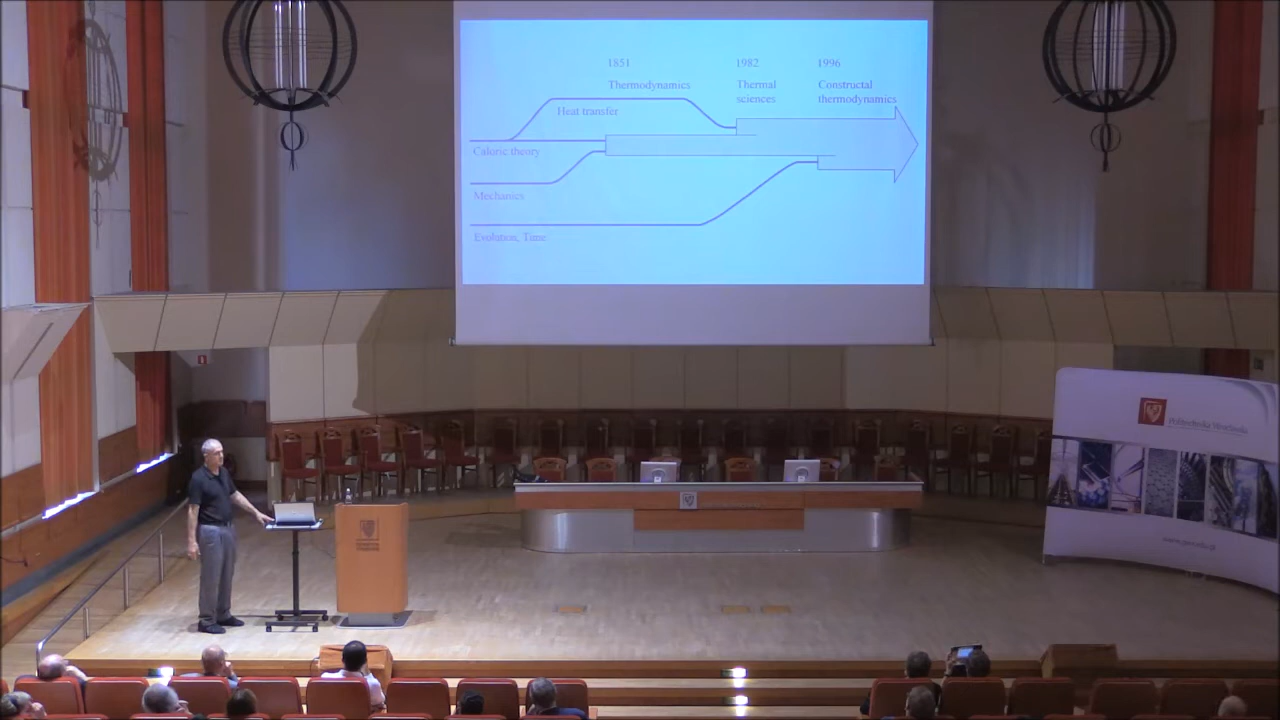 1851
1982
1996
Thermodynamics
Thermal
sciences
Constructal
thermodynamics
Heat transfer
Caloric theory
Mechanics
Evolution, Time
Politechnika Wrocławska